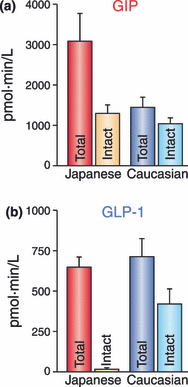 (a) GIP
pmol·min/L
4000
3000
2000
1000
0
Total
Intact
Total
Intact
Japanese Caucasian
(b) GLP-1
pmol·min/L
1000
750
500
250
0
Total
Intact
Total
Intact
Japanese Caucasian